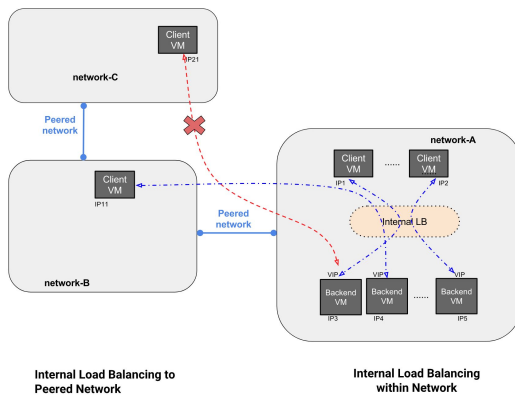 Client
VM
IP21
network-C
Peered
network
network-A
Client
VM
......
Client
VM
IP1
IP2
Client
VM
IP11
Internal LB
Peered
network
VIP
VIP
VIP
Backend
VM
Backend
VM
......
Backend
VM
IP3
IP4
IP5
network-B
Internal Load Balancing to
Peered Network
Internal Load Balancing
within Network